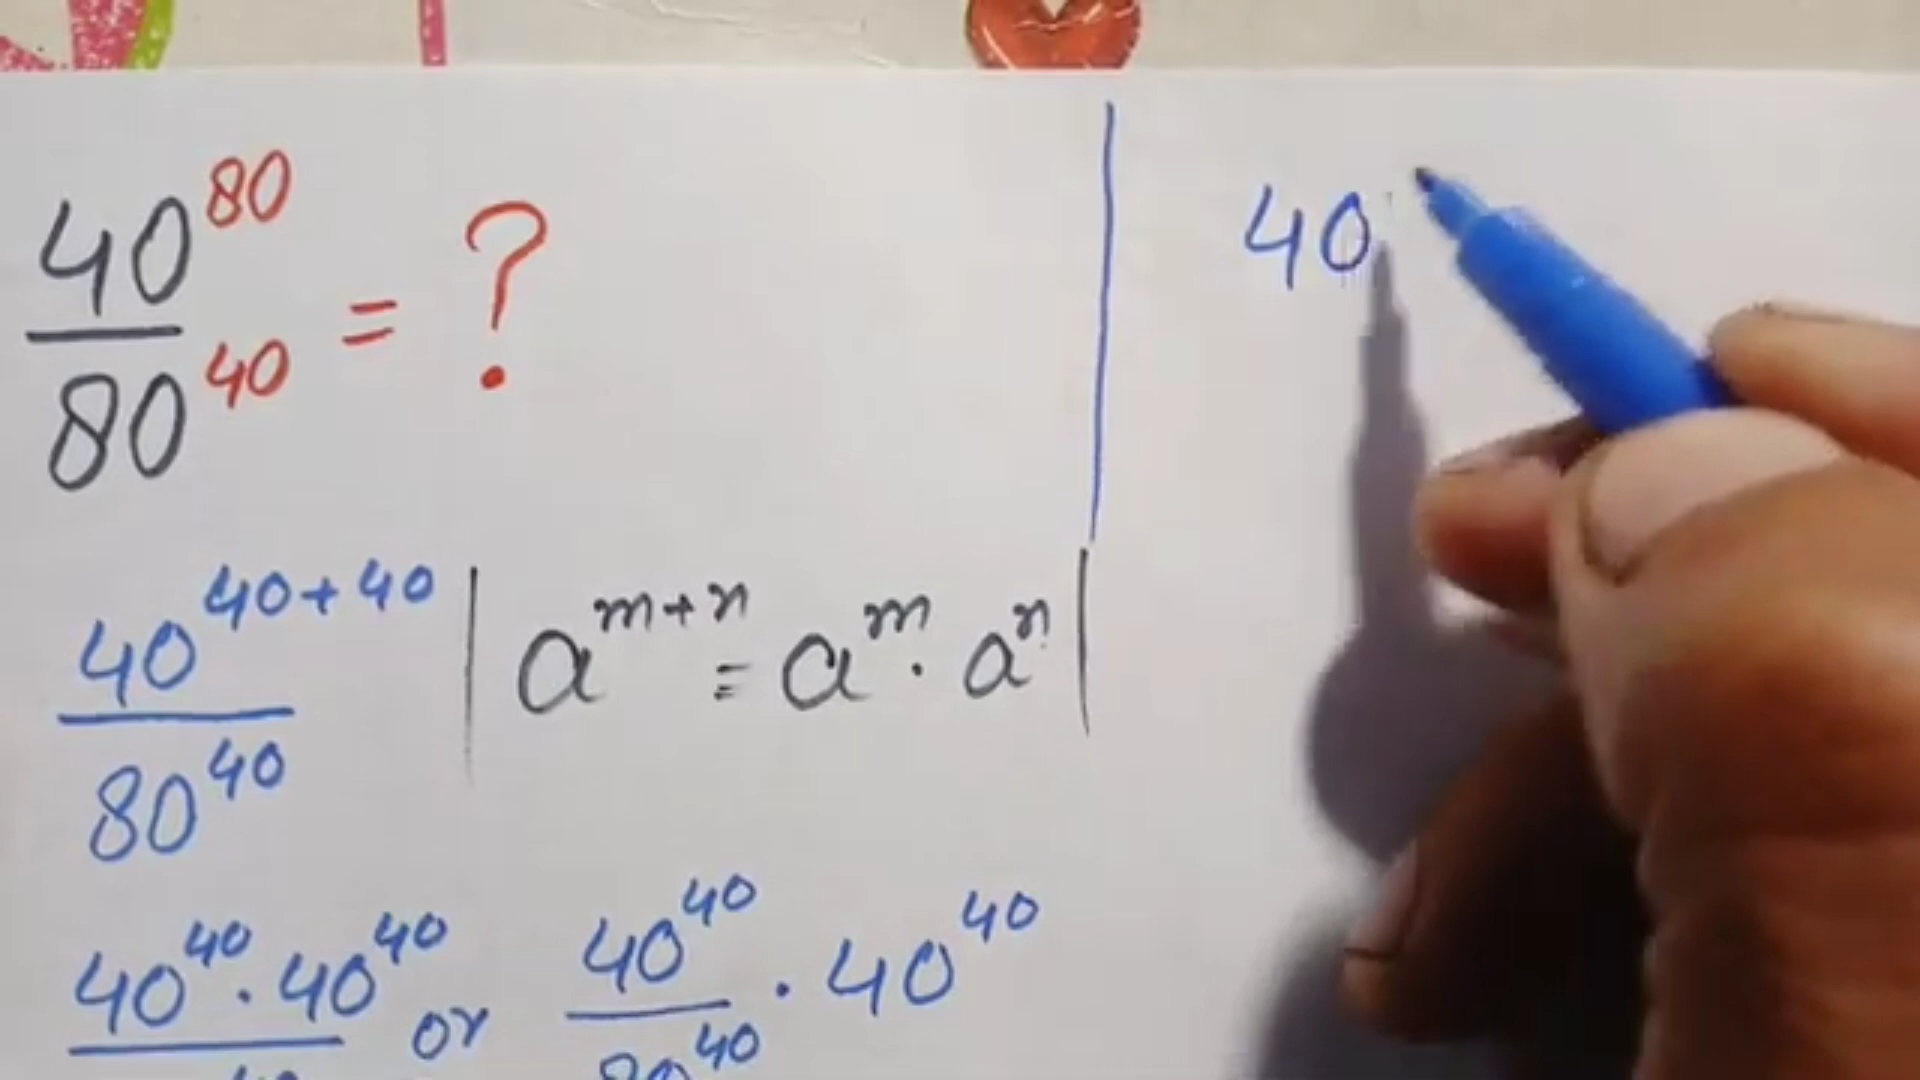 40^80
/ 80^40 = ?
40^(40+40) / 80^40 | a^(m+n) = a^m · a^n |
40^40 · 40^40 or 40^40 / 80^40 · 40^40
40